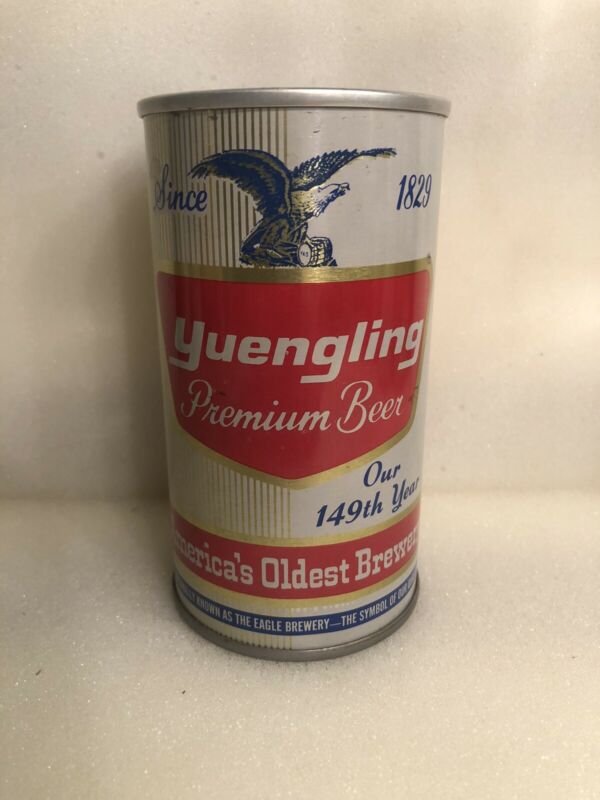 Since 1829
Yuengling
Premium Beer
Our
149th Year
America's Oldest Brewery
KNOWN AS THE EAGLE BREWERY—THE SYMBOL OF OUR